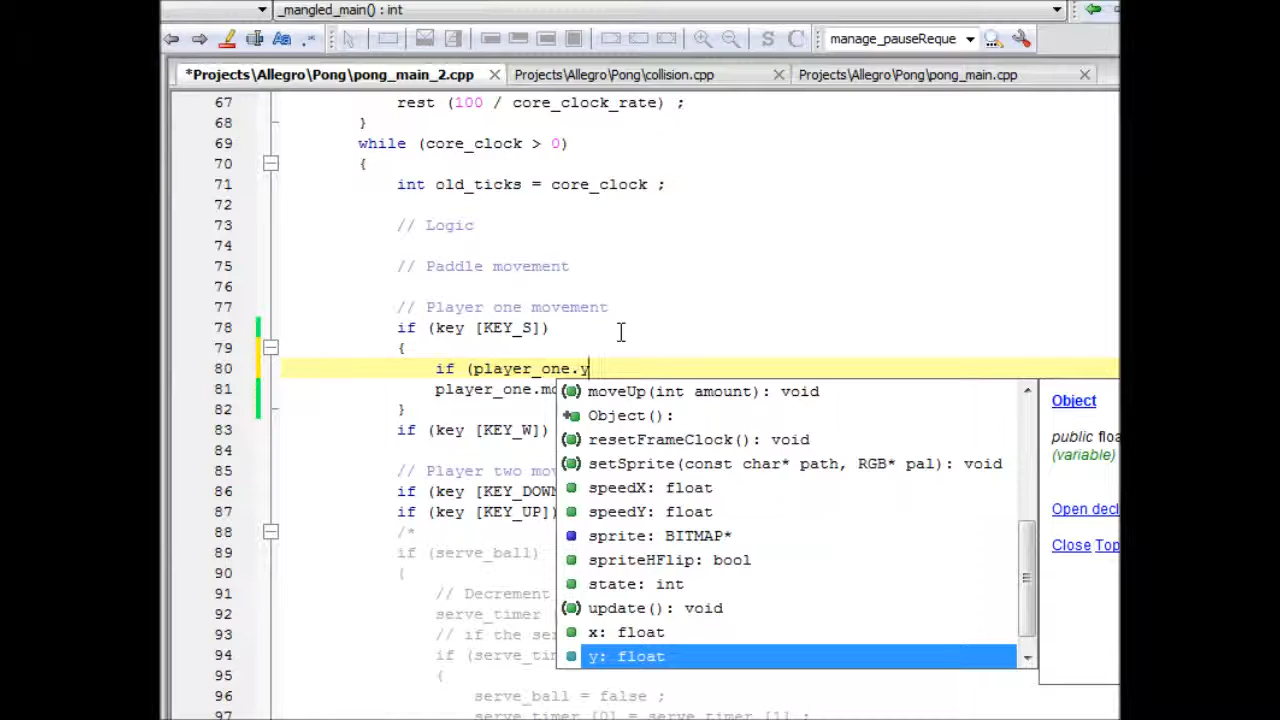 _mangled_main() : int
manage_pauseReque
*Projects\Allegro\Pong\pong_main_2.cpp Projects\Allegro\Pong\collision.cpp Projects\Allegro\Pong\pong_main.cpp
67 rest (100 / core_clock_rate) ;
68 }
69 while (core_clock > 0)
70 {
71 int old_ticks = core_clock ;
72
73 // Logic
74
75 // Paddle movement
76
77 // Player one movement
78 if (key [KEY_S])
79 {
80 if (player_one.y
81 player_one.mo
82 }
83 if (key [KEY_W])
84
85 // Player two mov
86 if (key [KEY_DOWN
87 if (key [KEY_UP])
88 /*
89 if (serve_ball)
90 {
91 // Decrement
92 serve_timer
93 // if the se
94 if (serve_tim
95 {
96 serve_ball = false ;
97 serve_timer [0] = serve_timer [1] ;
moveUp(int amount): void
Object():
resetFrameClock(): void
setSprite(const char* path, RGB* pal): void
speedX: float
speedY: float
sprite: BITMAP*
spriteHFlip: bool
state: int
update(): void
x: float
y: float
Object
public floa
(variable)
Open decl
Close Top